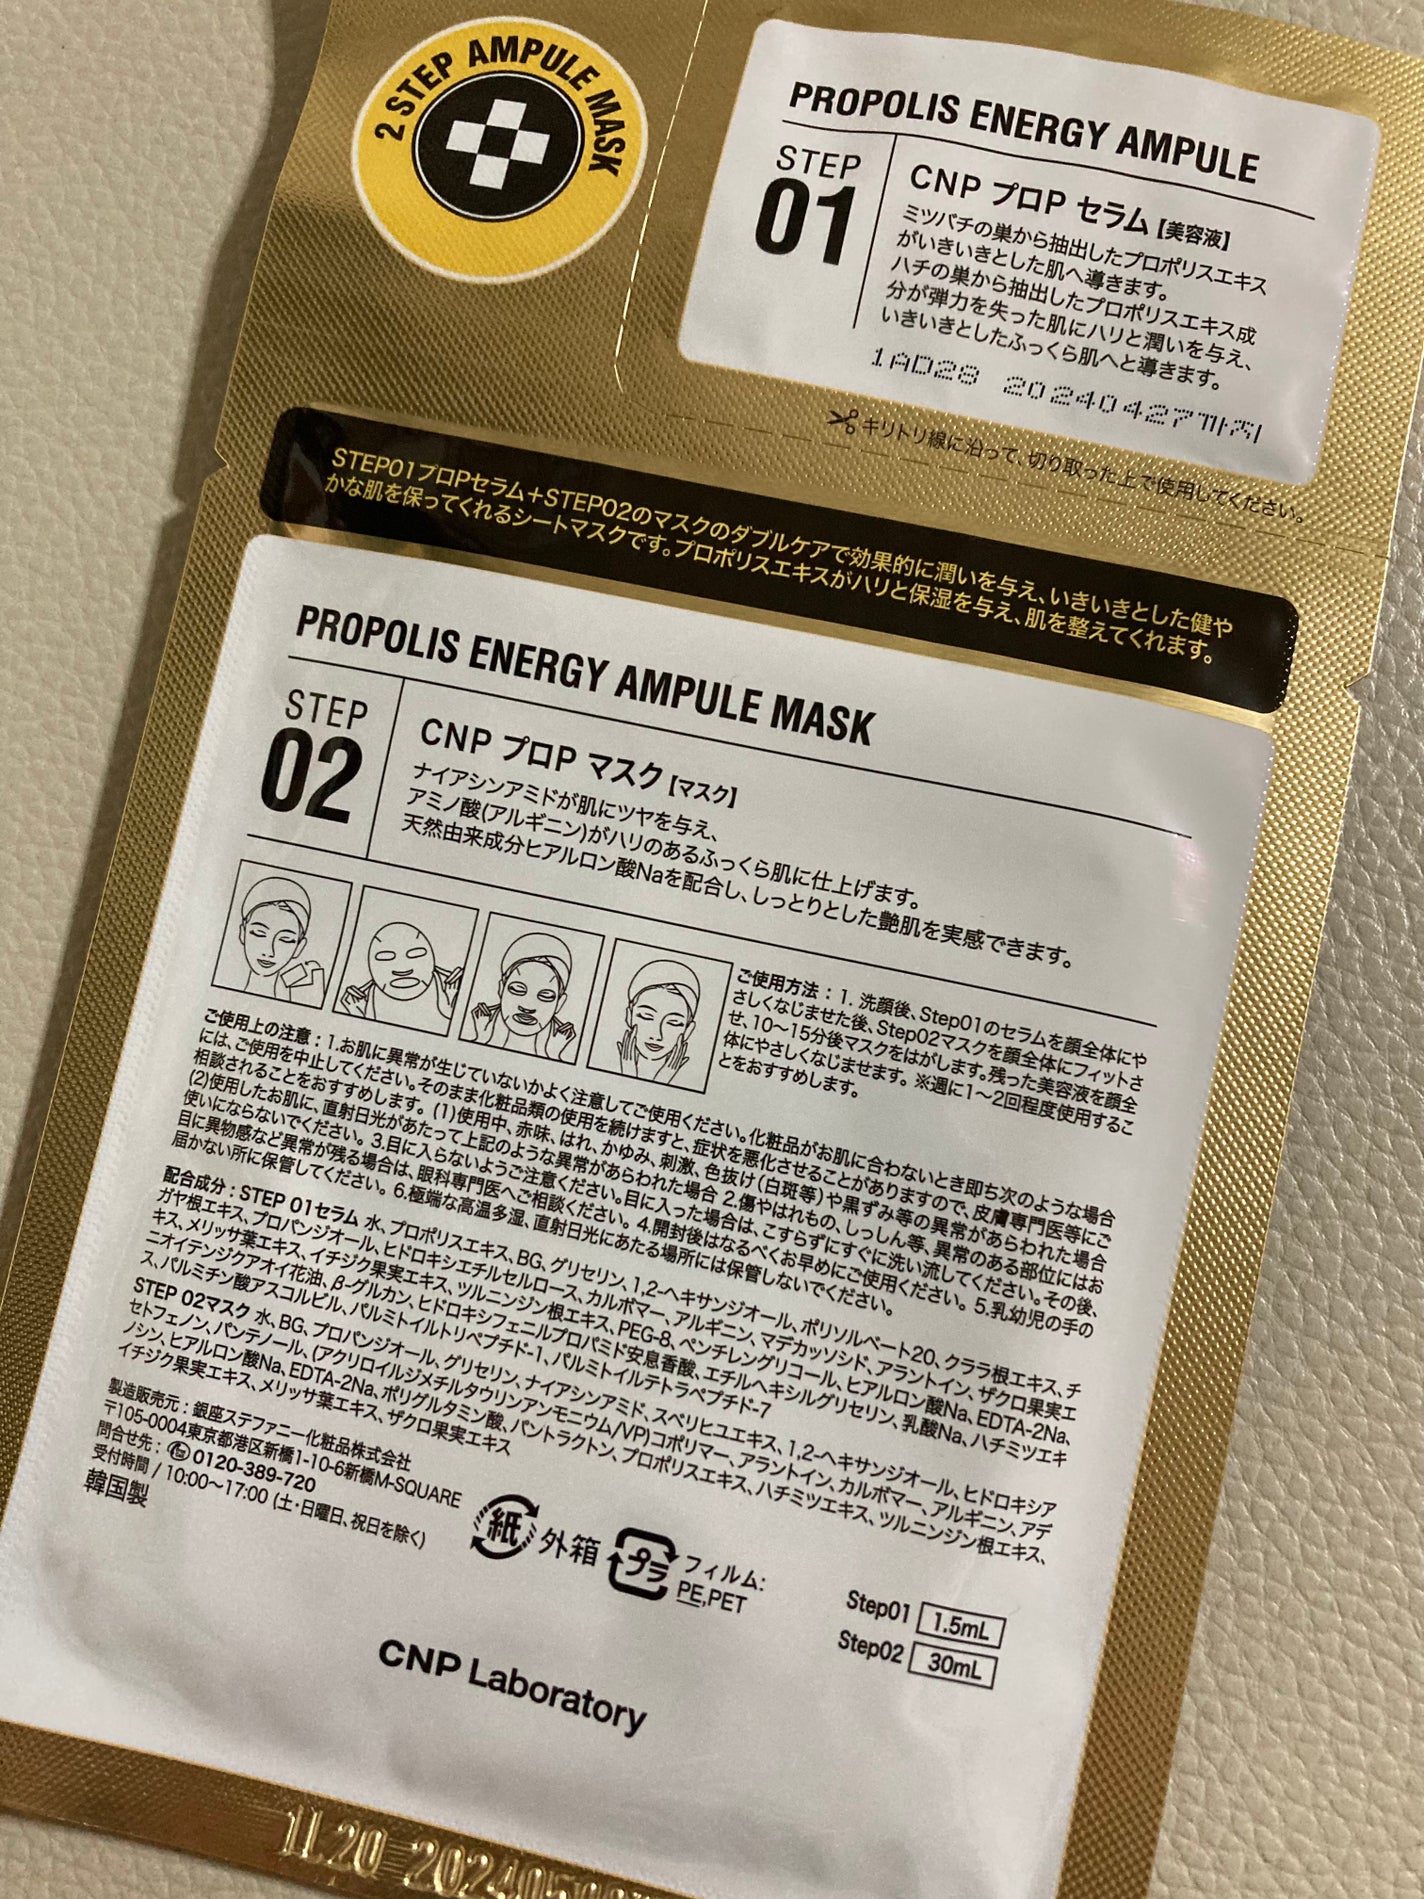 2 STEP AMPULE MASK
PROPOLIS ENERGY AMPULE
STEP
01
CNP プロP セラム【美容液】
ミツバチの巣から抽出したプロポリスエキス
がいきいきとした肌へ導きます。
ハチの巣から抽出したプロポリスエキス成
分が弾力を失った肌にハリと潤いを与え、
いきいきとしたふっくら肌へと導きます。
1AD28 20240427까지
キリトリ線に沿って、切り取った上で使用してください。
STEP01プロPセラム+STEP02のマスクのダブルケアで効果的に潤いを与え、いきいきとした健や
かな肌を保ってくれるシートマスクです。プロポリスエキスがハリと保湿を与え、肌を整えてくれます。
PROPOLIS ENERGY AMPULE MASK
STEP
02
CNP プロP マスク【マスク】
ナイアシンアミドが肌にツヤを与え、
アミノ酸(アルギニン)がハリのあるふっくら肌に仕上げます。
天然由来成分ヒアルロン酸Naを配合し、しっとりとした艶肌を実感できます。
ご使用方法:1. 洗顔後、Step01のセラムを顔全体にや
さしくなじませた後、Step02マスクを顔全体にフィットさ
せ、10〜15分後マスクをはがします。残った美容液を顔全
体にやさしくなじませます。※週に1〜2回程度使用するこ
とをおすすめします。
ご使用上の注意:1.お肌に異常が生じていないかよく注意してご使用ください。化粧品がお肌に合わないとき即ち次のような場合
には、ご使用を中止してください。そのまま化粧品類の使用を続けますと、症状を悪化させることがありますので、皮膚専門医等にご
相談されることをおすすめします。(1)使用中、赤味、はれ、かゆみ、刺激、色抜け(白斑等)や黒ずみ等の異常があらわれた場合
(2)使用したお肌に、直射日光があたって上記のような異常があらわれた場合 2.傷やはれもの、しっしん等、異常のある部位にはお
使いにならないでください。3.目に入らないようご注意ください。目に入った場合は、こすらずにすぐに洗い流してください。その後、
目に異物感など異常が残る場合は、眼科専門医へご相談ください。4.開封後はなるべくお早めにご使用ください。5.乳幼児の手の
届かない所に保管してください。6.極端な高温多湿、直射日光にあたる場所には保管しないでください。
配合成分:STEP 01セラム 水、プロポリスエキス、BG、グリセリン、1,2-ヘキサンジオール、ポリソルベート20、クララ根エキス、チ
ガヤ根エキス、プロパンジオール、ヒドロキシエチルセルロース、カルボマー、アルギニン、マデカッソシド、アラントイン、ザクロ果実エ
キス、メリッサ葉エキス、イチジク果実エキス、ツルニンジン根エキス、PEG-8、ペンチレングリコール、ヒアルロン酸Na、EDTA-2Na、
ニオイテンジクアオイ花油、β-グルカン、ヒドロキシフェニルプロパミド安息香酸、エチルヘキシルグリセリン、乳酸Na、ハチミツエキ
ス、パルミチン酸アスコルビル、パルミトイルトリペプチド-1、パルミトイルテトラペプチド-7
STEP 02マスク 水、BG、プロパンジオール、グリセリン、ナイアシンアミド、スベリヒユエキス、1,2-ヘキサンジオール、ヒドロキシア
セトフェノン、パンテノール、(アクリロイルジメチルタウリンアンモニウム/VP)コポリマー、アラントイン、カルボマー、アルギニン、アデ
ノシン、ヒアルロン酸Na、EDTA-2Na、ポリグルタミン酸、パントラクトン、プロポリスエキス、ハチミツエキス、ツルニンジン根エキス、
イチジク果実エキス、メリッサ葉エキス、ザクロ果実エキス
製造販売元:銀座ステファニー化粧品株式会社
〒105-0004東京都港区新橋1-10-6新橋M-SQUARE
問合せ先:0120-389-720
受付時間/10:00〜17:00 (土・日曜日、祝日を除く)
韓国製
紙 外箱 プラ フィルム:
PE,PET
Step01 1.5mL
Step02 30mL
CNP Laboratory
1L20